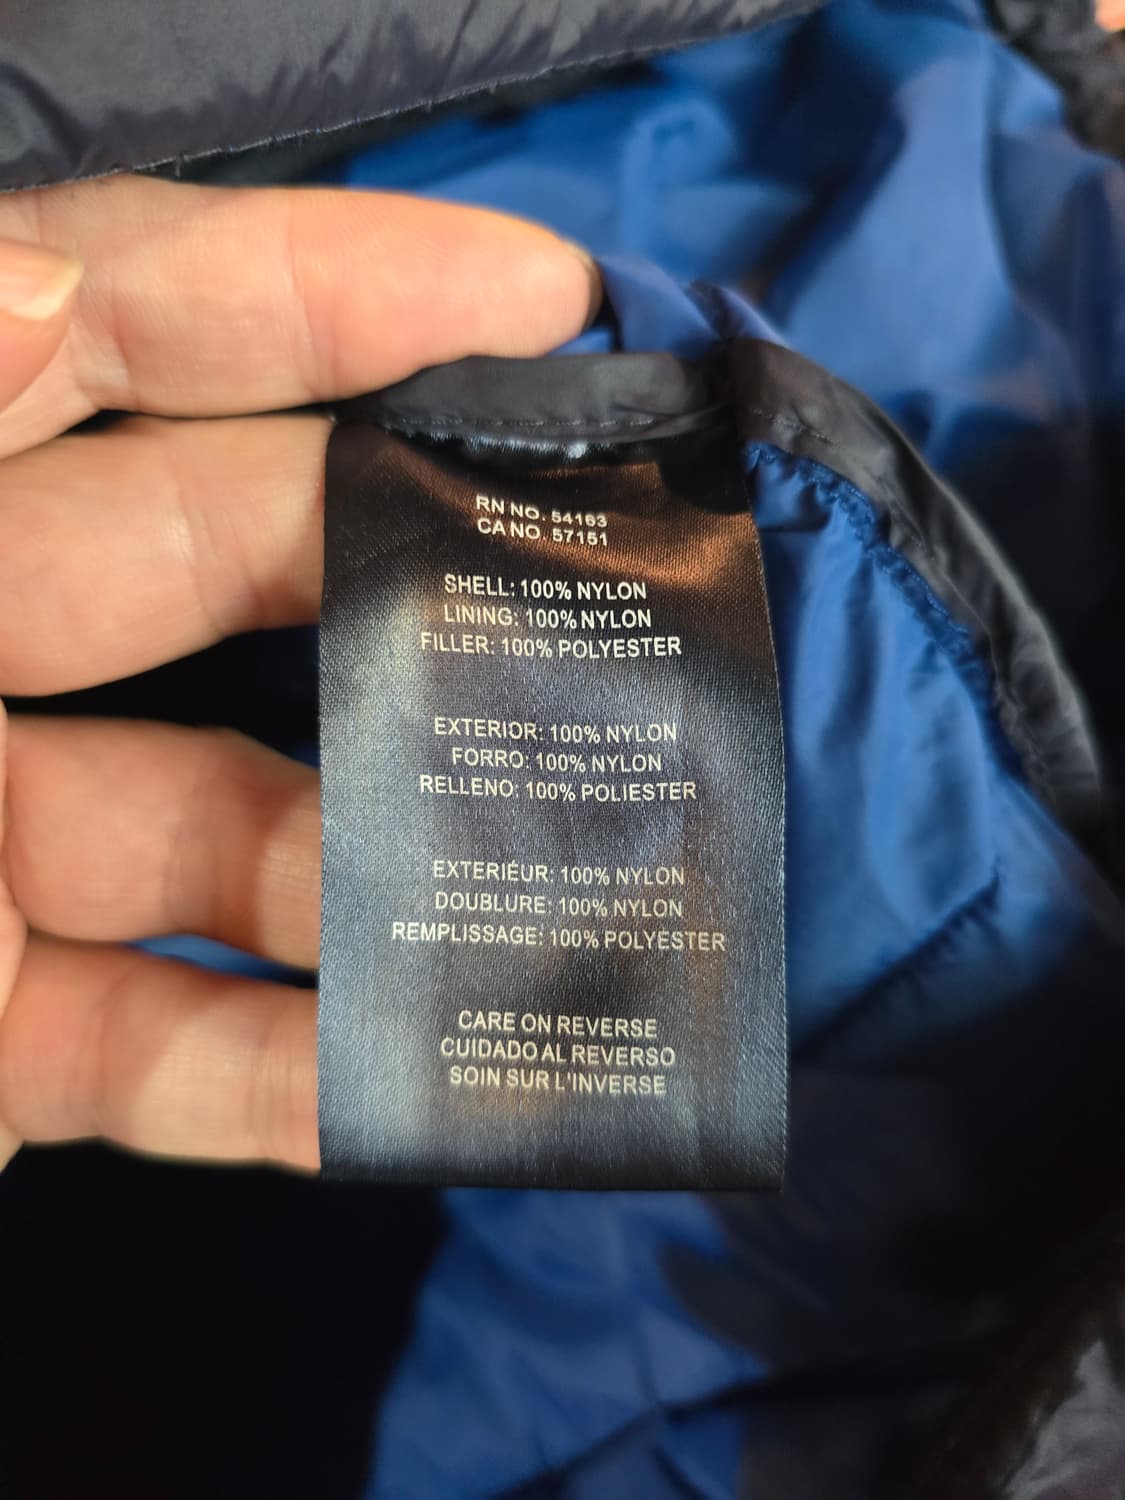 RN NO. 54163
CA NO. 57151
SHELL: 100% NYLON
LINING: 100% NYLON
FILLER: 100% POLYESTER
EXTERIOR: 100% NYLON
FORRO: 100% NYLON
RELLENO: 100% POLIESTER
EXTERIÉUR: 100% NYLON
DOUBLURE: 100% NYLON
REMPLISSAGE: 100% POLYESTER
CARE ON REVERSE
CUIDADO AL REVERSO
SOIN SUR L'INVERSE